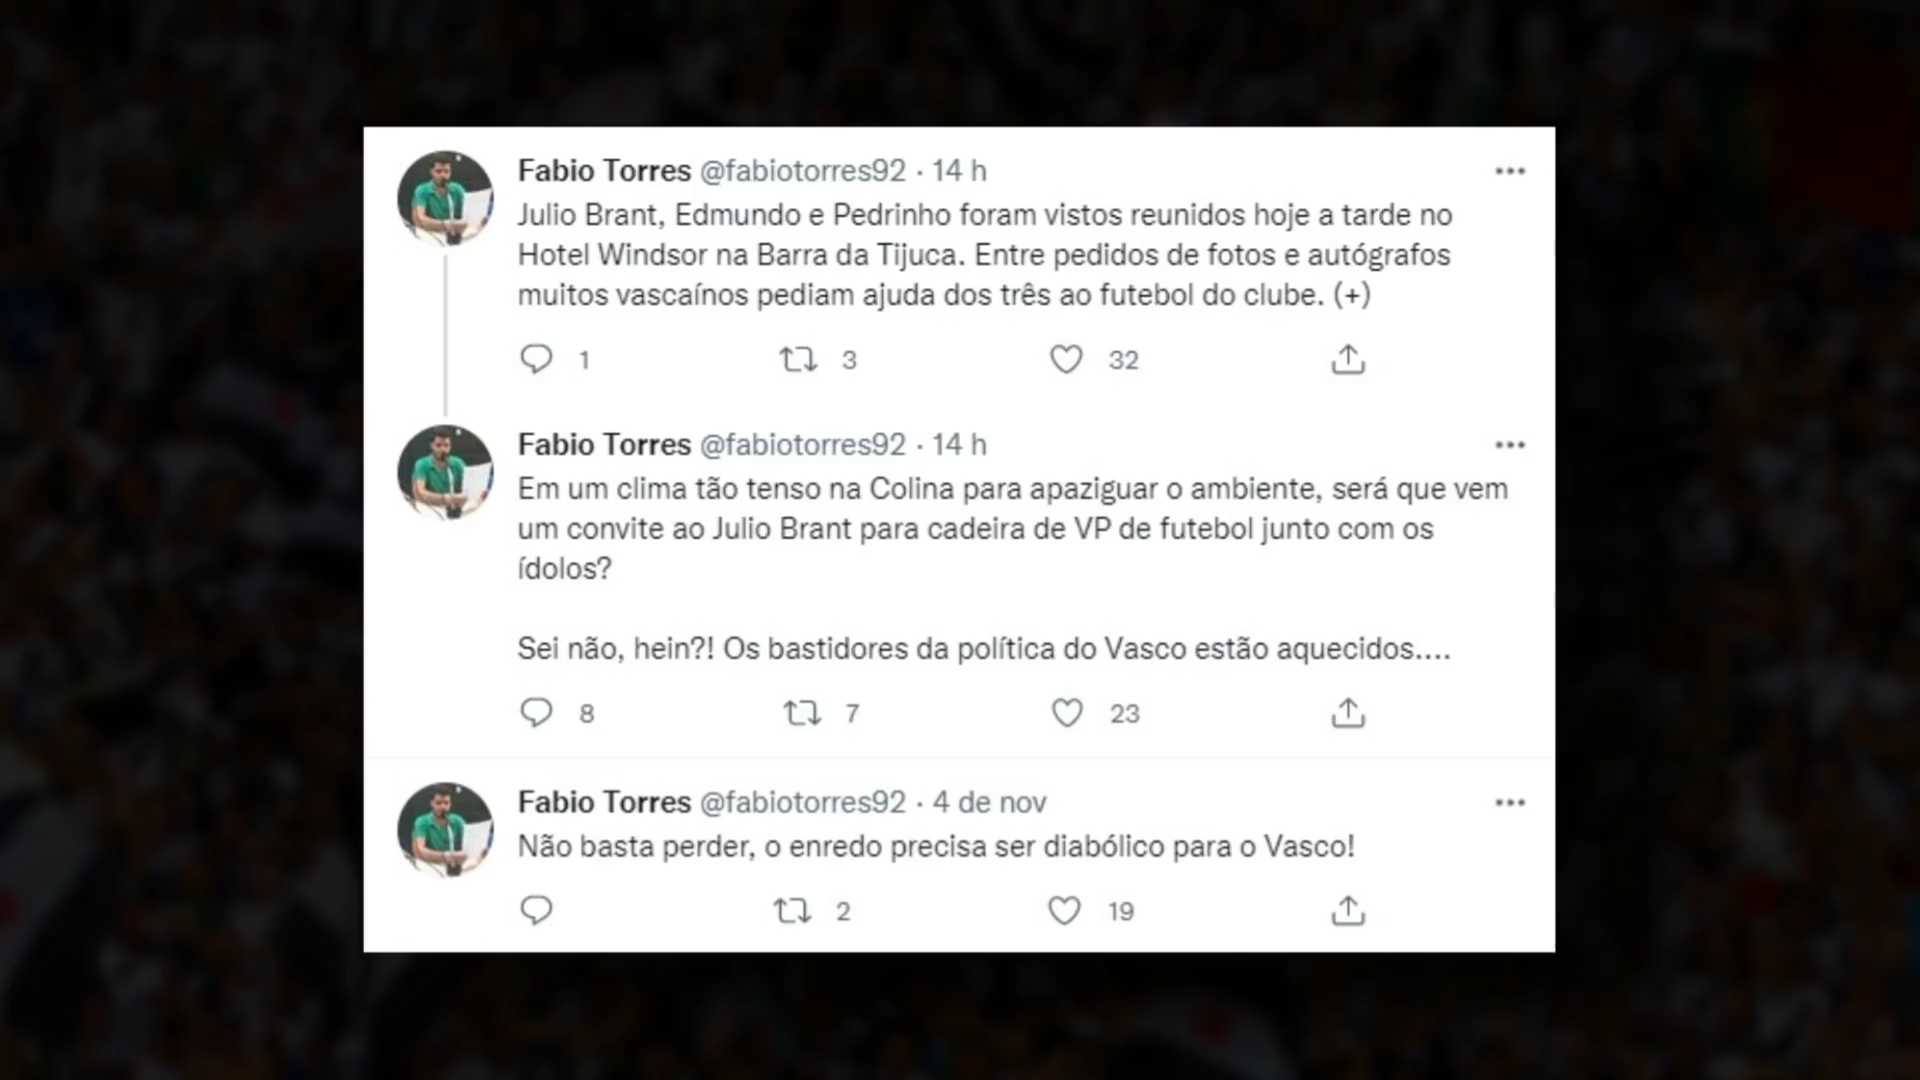 Fabio Torres @fabiotorres92 · 14 h
Julio Brant, Edmundo e Pedrinho foram vistos reunidos hoje a tarde no
Hotel Windsor na Barra da Tijuca. Entre pedidos de fotos e autógrafos
muitos vascaínos pediam ajuda dos três ao futebol do clube. (+)
1 3 32
Fabio Torres @fabiotorres92 · 14 h
Em um clima tão tenso na Colina para apaziguar o ambiente, será que vem
um convite ao Julio Brant para cadeira de VP de futebol junto com os
ídolos?
Sei não, hein?! Os bastidores da política do Vasco estão aquecidos....
8 7 23
Fabio Torres @fabiotorres92 · 4 de nov
Não basta perder, o enredo precisa ser diabólico para o Vasco!
2 19